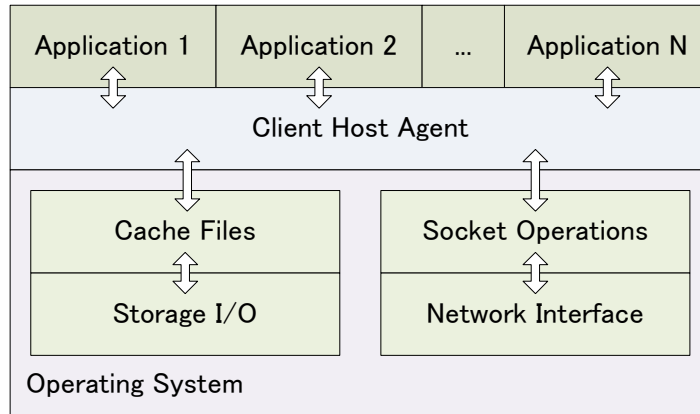 Application 1
Application 2
...
Application N
Client Host Agent
Cache Files
Socket Operations
Storage I/O
Network Interface
Operating System